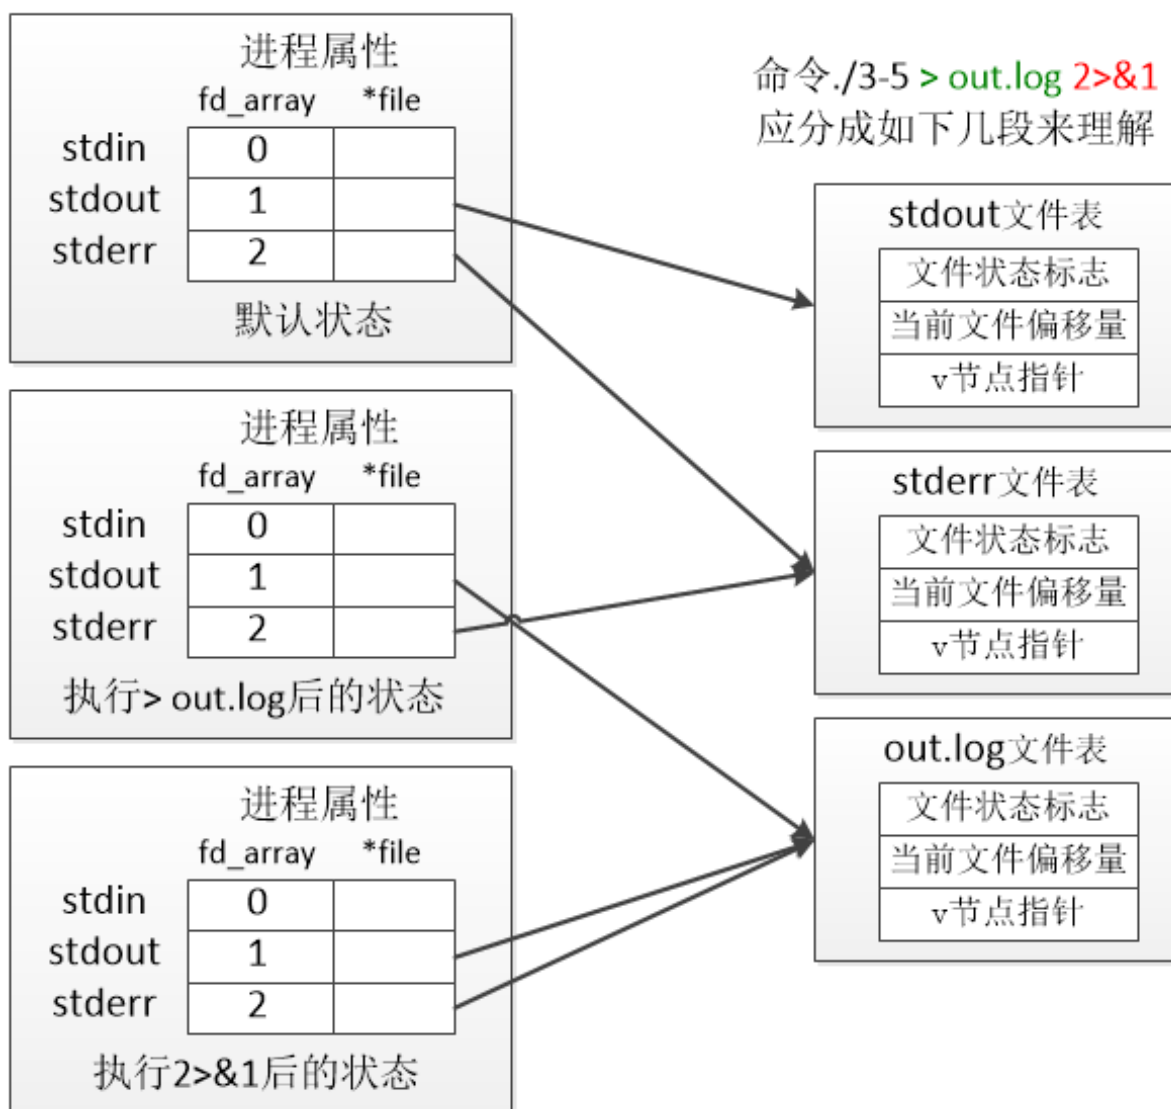 进程属性
fd_array *file
stdin 0
stdout 1
stderr 2
默认状态
命令./3-5 > out.log 2>&1
应分成如下几段来理解
stdout文件表
文件状态标志
当前文件偏移量
v节点指针
进程属性
fd_array *file
stdin 0
stdout 1
stderr 2
执行> out.log后的状态
stderr文件表
文件状态标志
当前文件偏移量
v节点指针
进程属性
fd_array *file
stdin 0
stdout 1
stderr 2
执行2>&1后的状态
out.log文件表
文件状态标志
当前文件偏移量
v节点指针